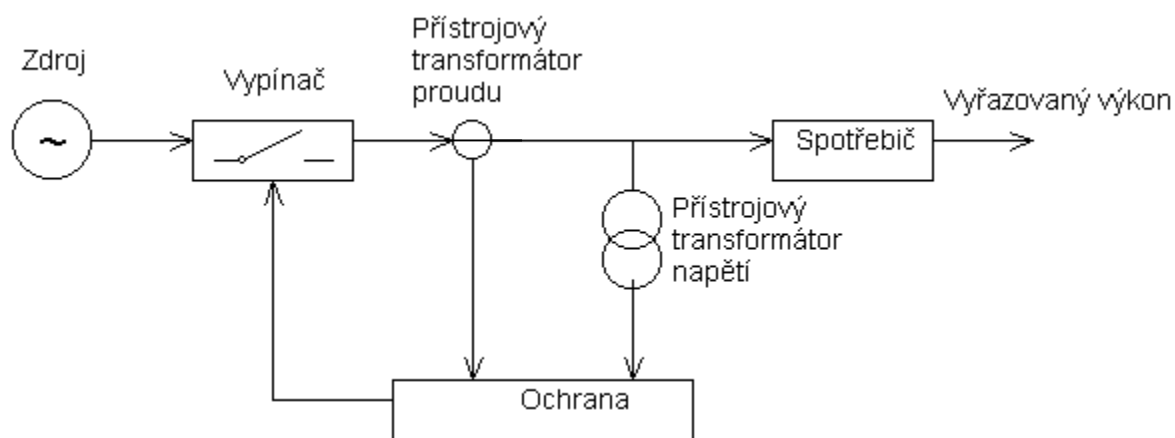 Zdroj
Vypínač
Přístrojový
transformátor
proudu
Vyřazovaný výkon
Spotřebič
Přístrojový
transformátor
napětí
Ochrana